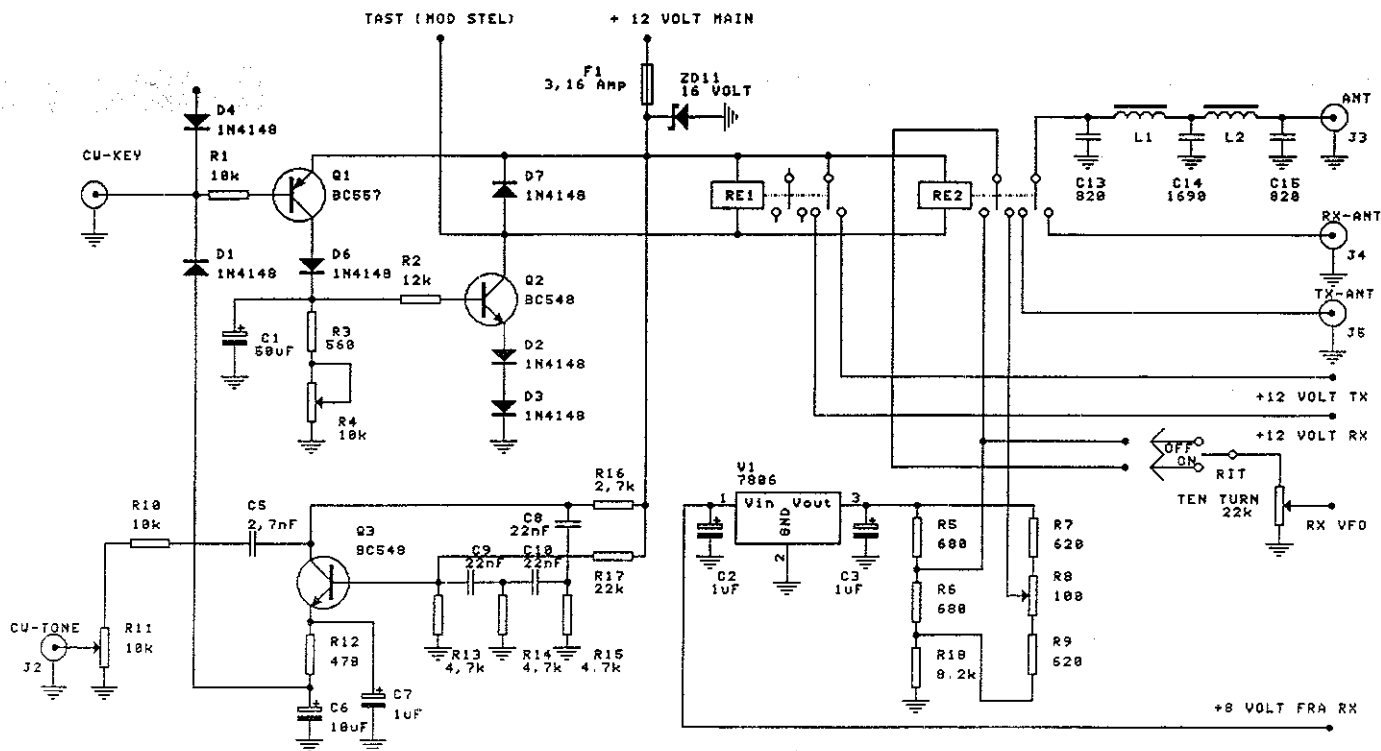 TAST (MOD STEL)
+ 12 VOLT MAIN
F1
3,16 Amp
ZD11
16 VOLT
ANT
J3
L1
L2
C13
820
C14
1690
C15
820
D4
1N4148
CW-KEY
R1
10k
Q1
BC557
D7
1N4148
RE1
RE2
RX-ANT
J4
D1
1N4148
D6
1N4148
R2
12k
Q2
BC548
TX-ANT
J5
C1
50uF
R3
560
D2
1N4148
R4
10k
D3
1N4148
+12 VOLT TX
+12 VOLT RX
OFF
ON
RIT
TEN TURN
22k
RX VFO
R10
10k
C5
2,7nF
Q3
BC548
R16
2,7k
C8
22nF
C9
22nF
C10
22nF
R17
22k
V1
7806
1
Vin
Vout
3
GND
2
C2
1uF
C3
1uF
R5
680
R7
620
R6
680
R8
100
R18
8.2k
R9
620
CW-TONE
J2
R11
10k
R12
470
R13
4,7k
R14
4,7k
R15
4.7k
C6
10uF
C7
1uF
+8 VOLT FRA RX